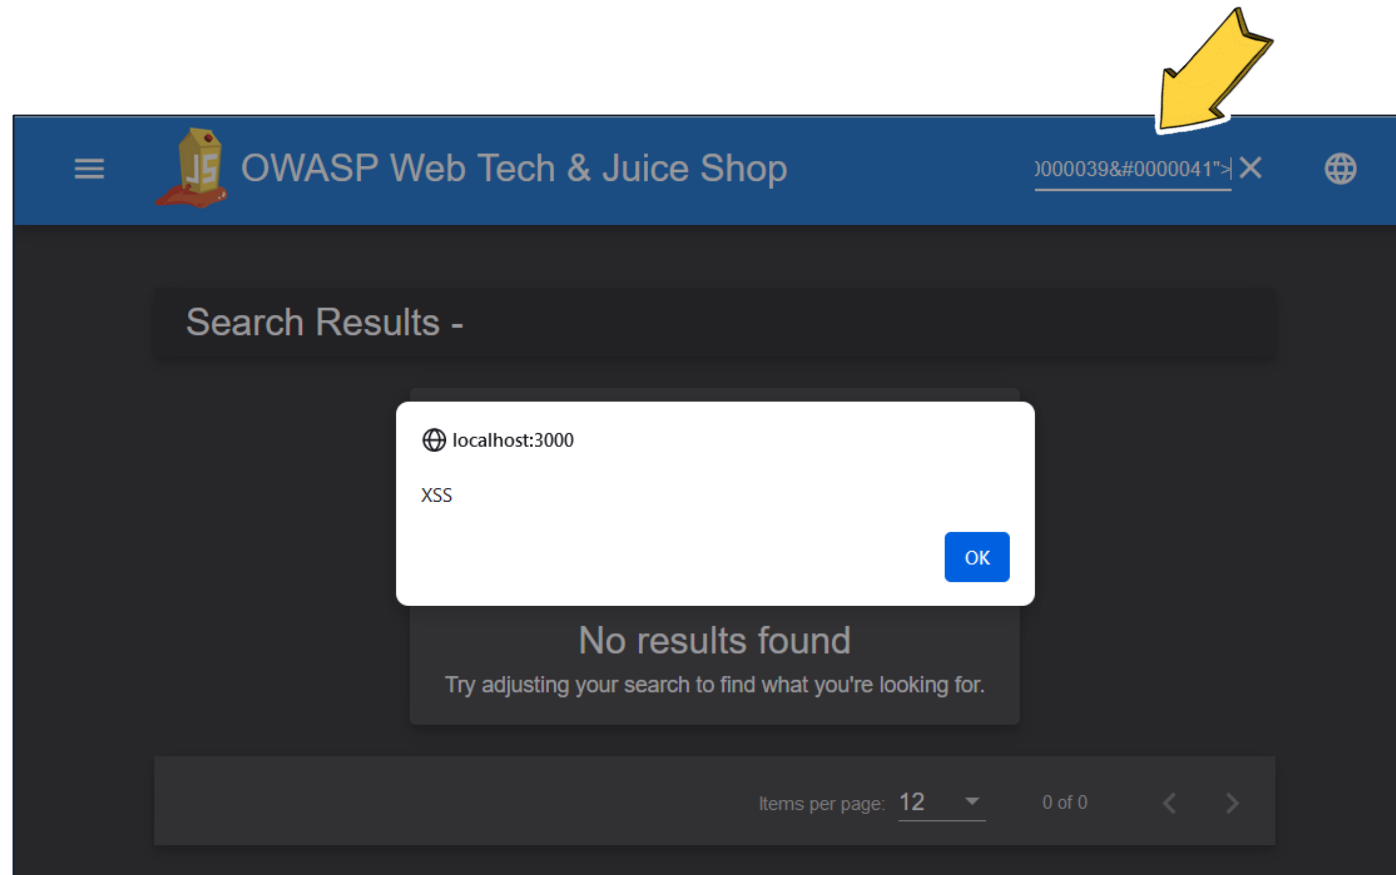 JS
OWASP Web Tech & Juice Shop
0000039&#0000041">
Search Results -
localhost:3000
XSS
OK
No results found
Try adjusting your search to find what you're looking for.
Items per page: 12
0 of 0